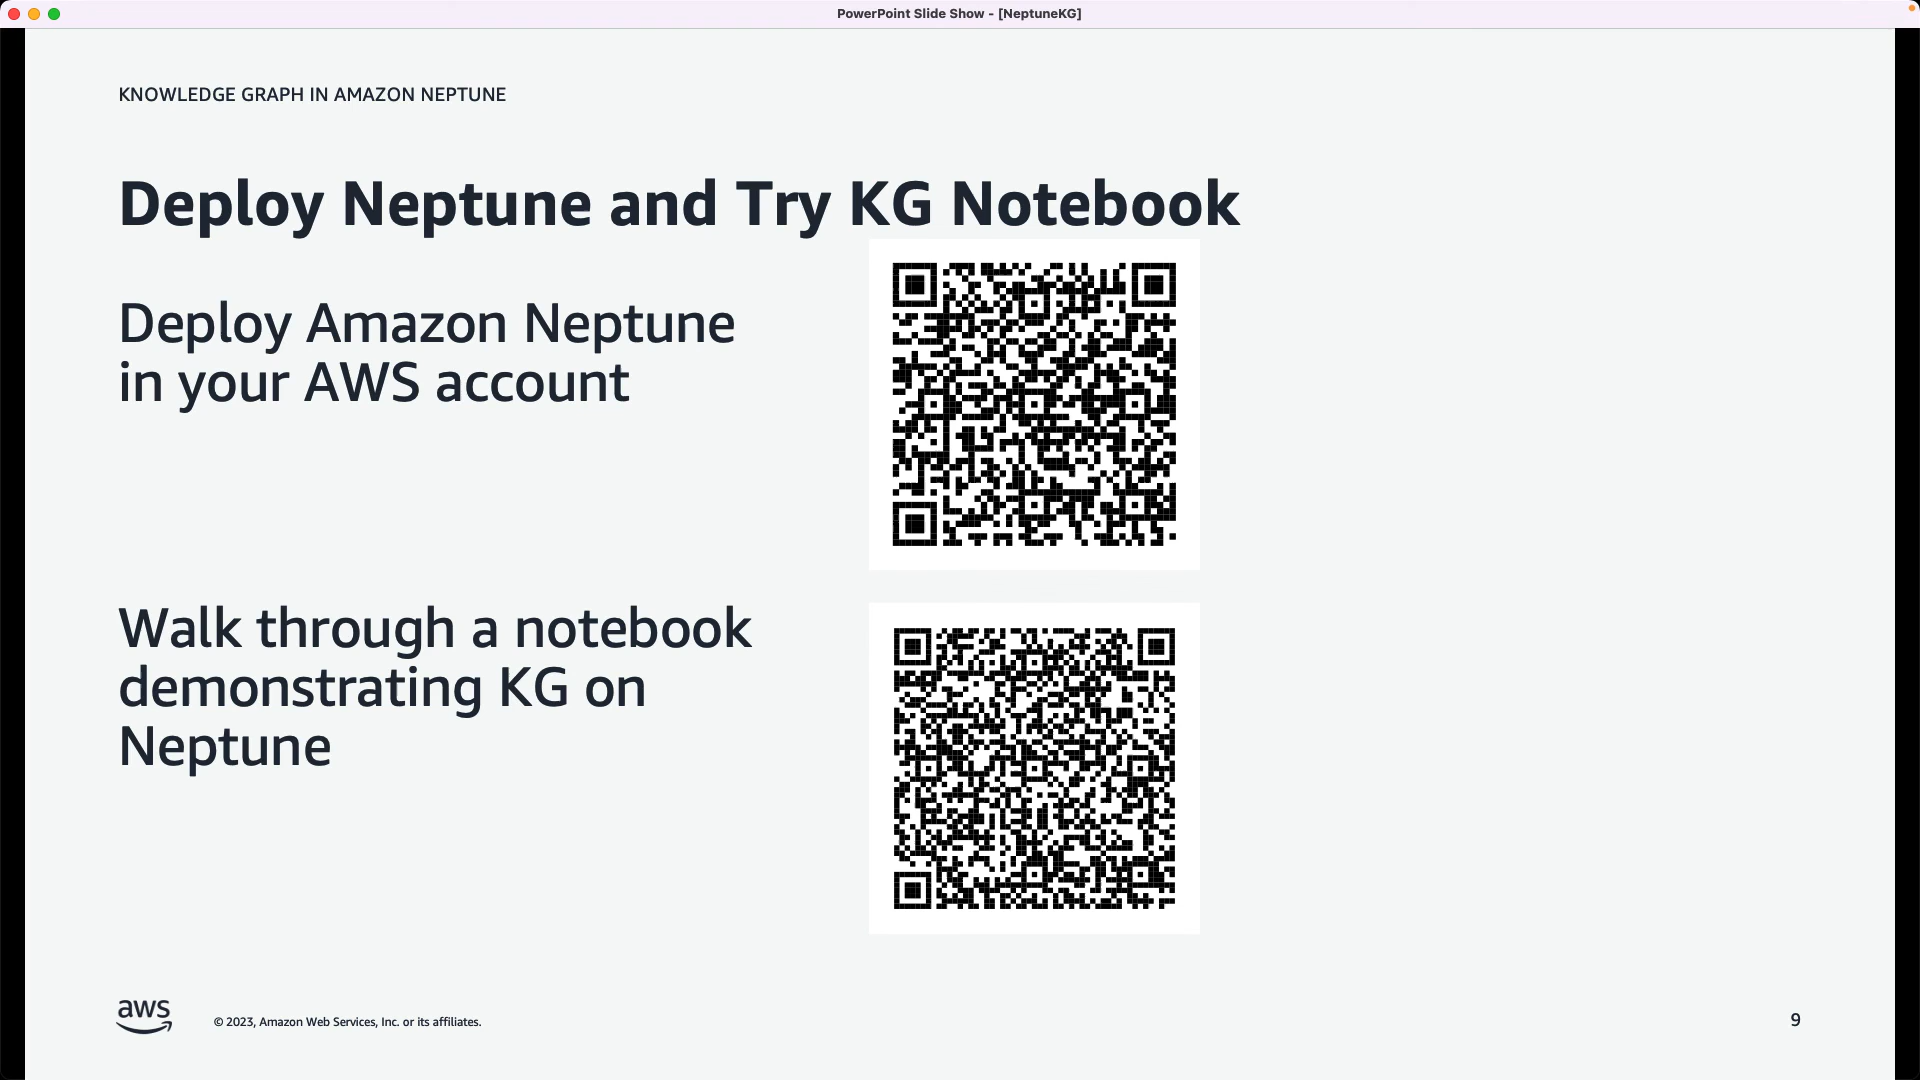 PowerPoint Slide Show - [NeptuneKG]
KNOWLEDGE GRAPH IN AMAZON NEPTUNE
Deploy Neptune and Try KG Notebook
Deploy Amazon Neptune
in your AWS account
Walk through a notebook
demonstrating KG on
Neptune
aws
© 2023, Amazon Web Services, Inc. or its affiliates.
9